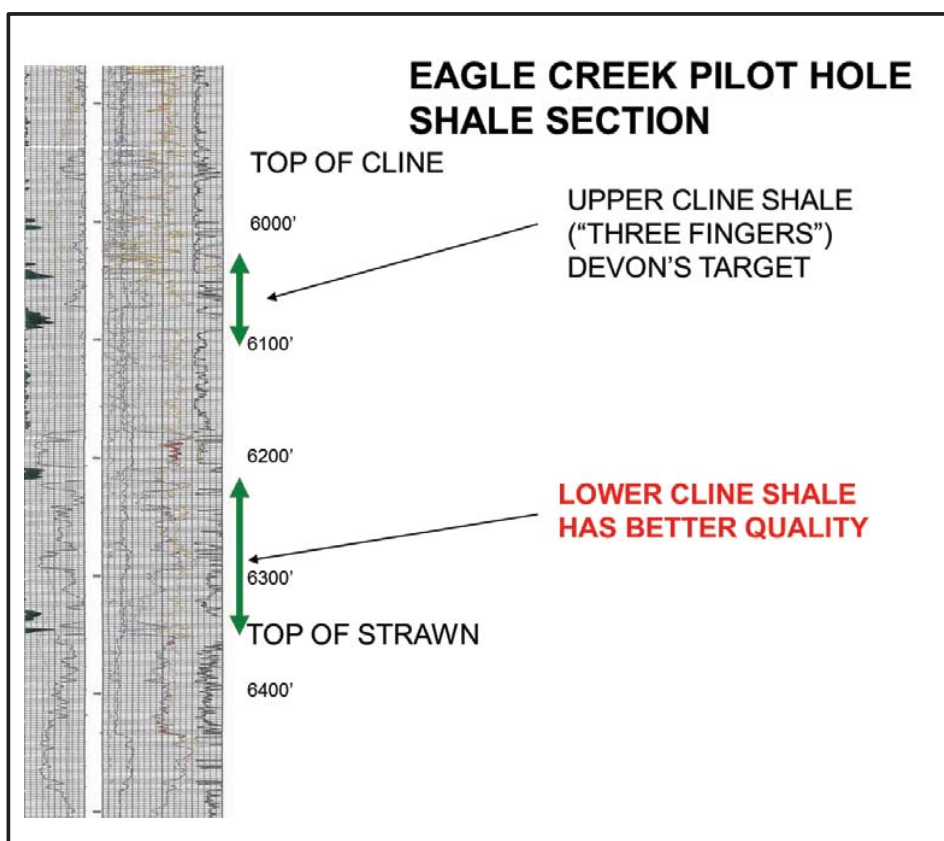 EAGLE CREEK PILOT HOLE
SHALE SECTION
TOP OF CLINE
6000'
UPPER CLINE SHALE
(“THREE FINGERS”)
DEVON'S TARGET
6100'
6200'
LOWER CLINE SHALE
HAS BETTER QUALITY
6300'
TOP OF STRAWN
6400'